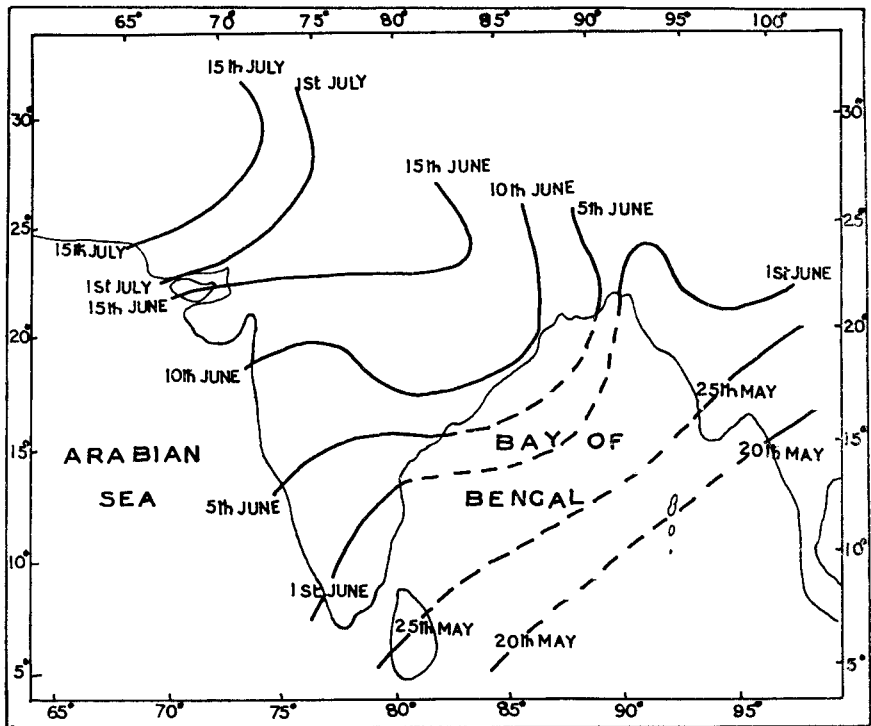 65° 70° 75° 80° 85° 90° 95° 100°
15th JULY
1st JULY
30° 30°
15th JUNE
10th JUNE
5th JUNE
25° 25°
15th JULY
1st JUNE
1st JULY
15th JUNE
20° 20°
10th JUNE
25th MAY
ARABIAN
SEA
BAY OF
BENGAL
20th MAY
15° 15°
5th JUNE
10° 10°
1st JUNE
25th MAY
20th MAY
5° 5°
65° 70° 75° 80° 85° 90° 95°